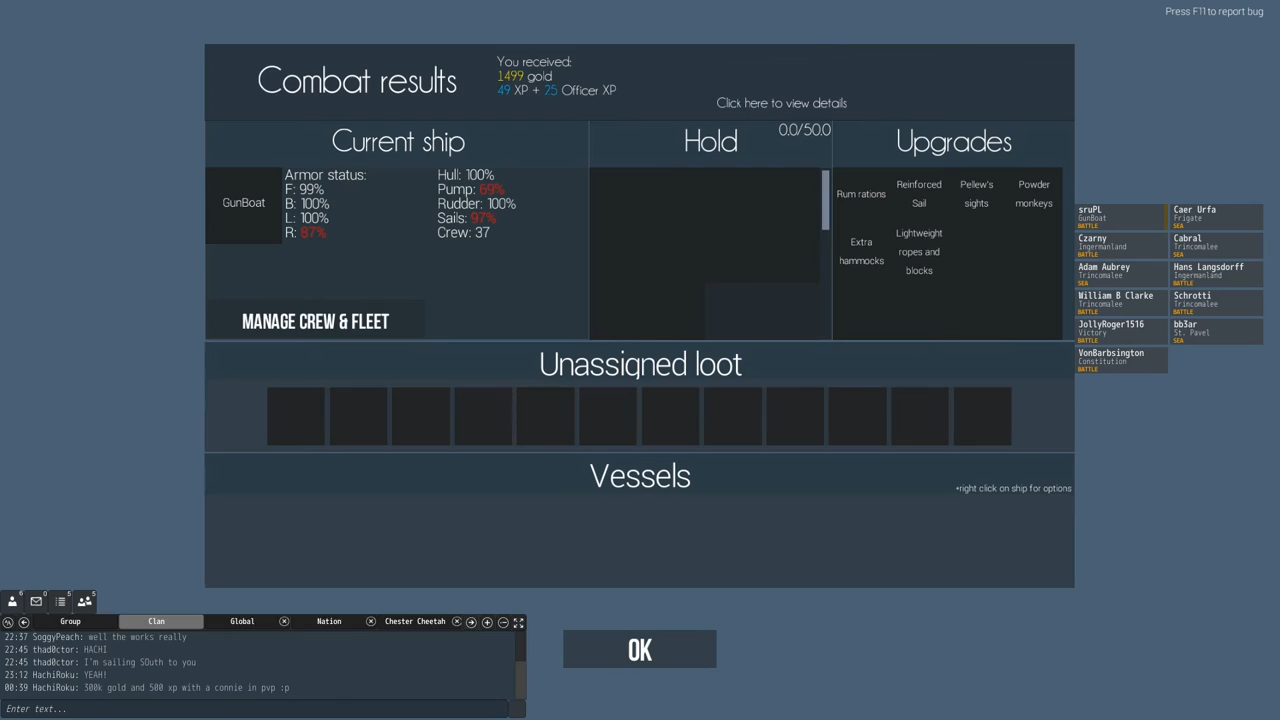 Press F11 to report bug
Combat results
You received:
1499 gold
49 XP + 25 Officer XP
Click here to view details
Current ship
Hold
0.0/50.0
Upgrades
GunBoat
Armor status:
F: 99%
B: 100%
L: 100%
R: 87%
Hull: 100%
Pump: 69%
Rudder: 100%
Sails: 97%
Crew: 37
MANAGE CREW & FLEET
Rum rations
Reinforced
Sail
Pellew's
sights
Powder
monkeys
Extra
hammocks
Lightweight
ropes and
blocks
sruPL
GunBoat
BATTLE
Caer Urfa
Frigate
SEA
Czarny
Ingermanland
BATTLE
Cabral
Trincomalee
SEA
Adam Aubrey
Trincomalee
SEA
Hans Langsdorff
Ingermanland
BATTLE
William B Clarke
Trincomalee
BATTLE
Schrotti
Trincomalee
BATTLE
JollyRoger1516
Victory
BATTLE
bb3ar
St. Pavel
SEA
VonBarbsington
Constitution
BATTLE
Unassigned loot
Vessels
*right click on ship for options
6
0
5
5
Group
Clan
Global
Nation
Chester Cheetah
22:37 SoggyPeach: well the works really
22:45 thad0ctor: HACHI
22:45 thad0ctor: I'm sailing SOuth to you
23:12 HachiRoku: YEAH!
00:39 HachiRoku: 300k gold and 500 xp with a connie in pvp :p
Enter text...
OK